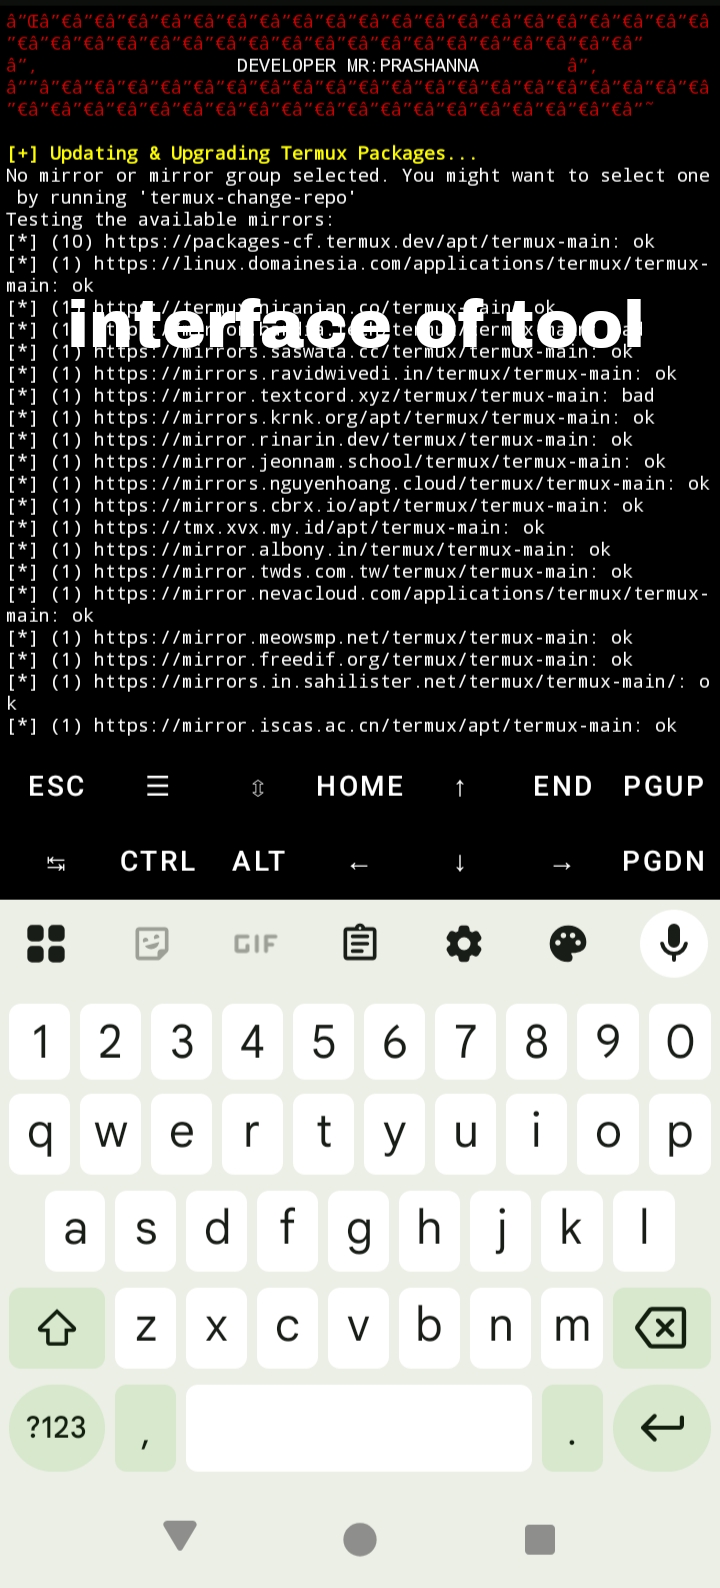 â"Œâ"€â"€â"€â"€â"€â"€â"€â"€â"€â"€â"€â"€â"€â"€â"€â"€â
"€â"€â"€â"€â"€â"€â"€â"€â"€â"€â"€â"€â"€â"€â"
â", DEVELOPER MR:PRASHANNA â",
â""â"€â"€â"€â"€â"€â"€â"€â"€â"€â"€â"€â"€â"€â"€â"€â"€â
"€â"€â"€â"€â"€â"€â"€â"€â"€â"€â"€â"€â"€â"€â"˜
[+] Updating & Upgrading Termux Packages...
No mirror or mirror group selected. You might want to select one
by running 'termux-change-repo'
Testing the available mirrors:
[*] (10) https://packages-cf.termux.dev/apt/termux-main: ok
[*] (1) https://linux.domainesia.com/applications/termux/termux-
main: ok
[*] (1) https://termux.niranjan.co/termux-main: ok
interface of tool
[*] (1) https://mirrors.saswata.cc/termux/termux-main: ok
[*] (1) https://mirrors.ravidwivedi.in/termux/termux-main: ok
[*] (1) https://mirror.textcord.xyz/termux/termux-main: bad
[*] (1) https://mirrors.krnk.org/apt/termux/termux-main: ok
[*] (1) https://mirror.rinarin.dev/termux/termux-main: ok
[*] (1) https://mirror.jeonnam.school/termux/termux-main: ok
[*] (1) https://mirrors.nguyenhoang.cloud/termux/termux-main: ok
[*] (1) https://mirrors.cbrx.io/apt/termux/termux-main: ok
[*] (1) https://tmx.xvx.my.id/apt/termux-main: ok
[*] (1) https://mirror.albony.in/termux/termux-main: ok
[*] (1) https://mirror.twds.com.tw/termux/termux-main: ok
[*] (1) https://mirror.nevacloud.com/applications/termux/termux-
main: ok
[*] (1) https://mirror.meowsmp.net/termux/termux-main: ok
[*] (1) https://mirror.freedif.org/termux/termux-main: ok
[*] (1) https://mirrors.in.sahilister.net/termux/termux-main/: o
k
[*] (1) https://mirror.iscas.ac.cn/termux/apt/termux-main: ok
ESC ☰ ⇳ HOME ↑ END PGUP
↹ CTRL ALT ← ↓ → PGDN
GIF
1 2 3 4 5 6 7 8 9 0
q w e r t y u i o p
a s d f g h j k l
z x c v b n m
?123 , .